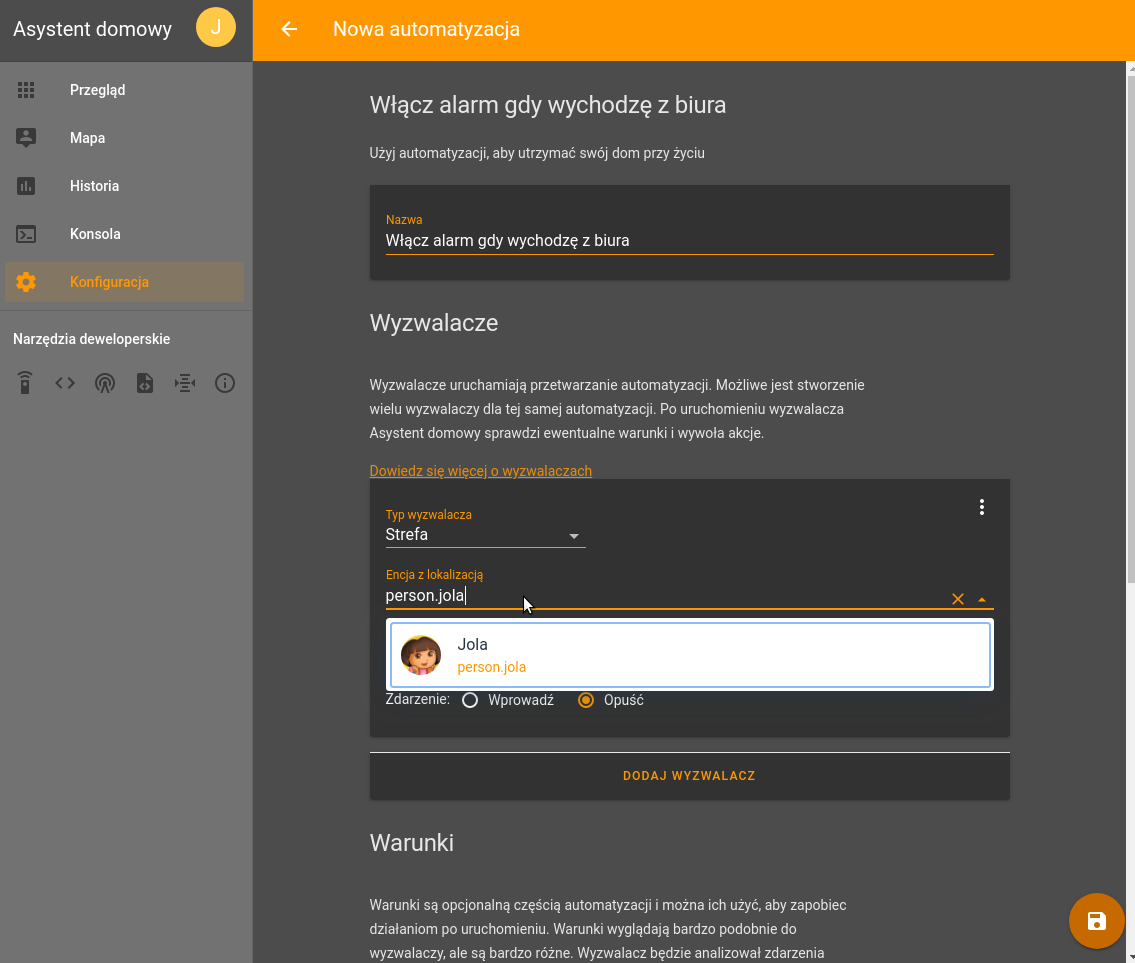 Asystent domowy
J
Nowa automatyzacja
Przegląd
Mapa
Historia
Konsola
Konfiguracja
Narzędzia deweloperskie
Włącz alarm gdy wychodzę z biura
Użyj automatyzacji, aby utrzymać swój dom przy życiu
Nazwa
Włącz alarm gdy wychodzę z biura
Wyzwalacze
Wyzwalacze uruchamiają przetwarzanie automatyzacji. Możliwe jest stworzenie
wielu wyzwalaczy dla tej samej automatyzacji. Po uruchomieniu wyzwalacza
Asystent domowy sprawdzi ewentualne warunki i wywoła akcje.
Dowiedz się więcej o wyzwalaczach
Typ wyzwalacza
Strefa
Encja z lokalizacją
person.jola
Jola
person.jola
Zdarzenie: Wprowadź Opuść
DODAJ WYZWALACZ
Warunki
Warunki są opcjonalną częścią automatyzacji i można ich użyć, aby zapobiec
działaniom po uruchomieniu. Warunki wyglądają bardzo podobnie do
wyzwalaczy, ale są bardzo różne. Wyzwalacz będzie analizował zdarzenia